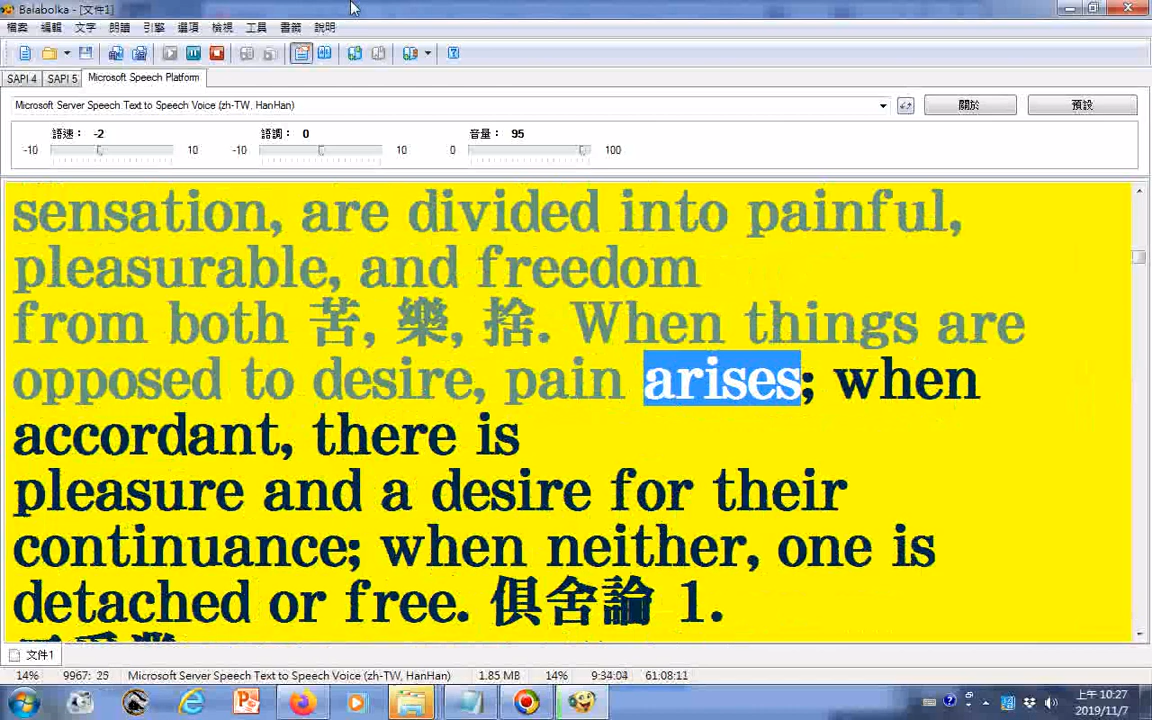 Balabolka - [文件1]
檔案 編輯 文字 朗讀 引擎 選項 檢視 工具 書籤 說明
SAPI 4 SAPI 5 Microsoft Speech Platform
Microsoft Server Speech Text to Speech Voice (zh-TW, HanHan) 關於 預設
語速： -2 語調： 0 音量： 95
-10 10 -10 10 0 100
sensation, are divided into painful,
pleasurable, and freedom
from both 苦, 樂, 捨. When things are
opposed to desire, pain arises; when
accordant, there is
pleasure and a desire for their
continuance; when neither, one is
detached or free. 俱舍論 1.
文件1
14% 9967: 25 Microsoft Server Speech Text to Speech Voice (zh-TW, HanHan) 1.85 MB 14% 9:34:04 61:08:11
上午 10:27
2019/11/7